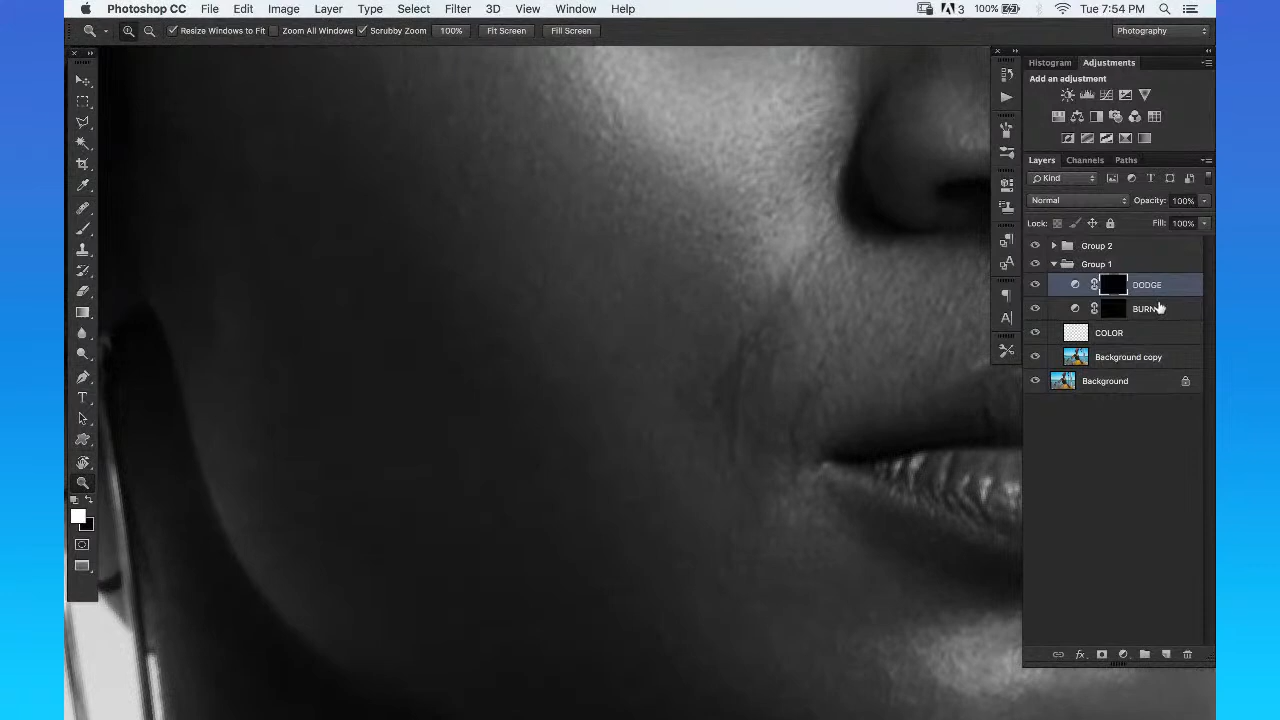 Photoshop CC File Edit Image Layer Type Select Filter 3D View Window Help 3 100% Tue 7:54 PM
Resize Windows to Fit Zoom All Windows Scrubby Zoom 100% Fit Screen Fill Screen Photography
Histogram Adjustments
Add an adjustment
Layers Channels Paths
Kind
Normal Opacity: 100%
Lock: Fill: 100%
Group 2
Group 1
DODGE
BURN
COLOR
Background copy
Background